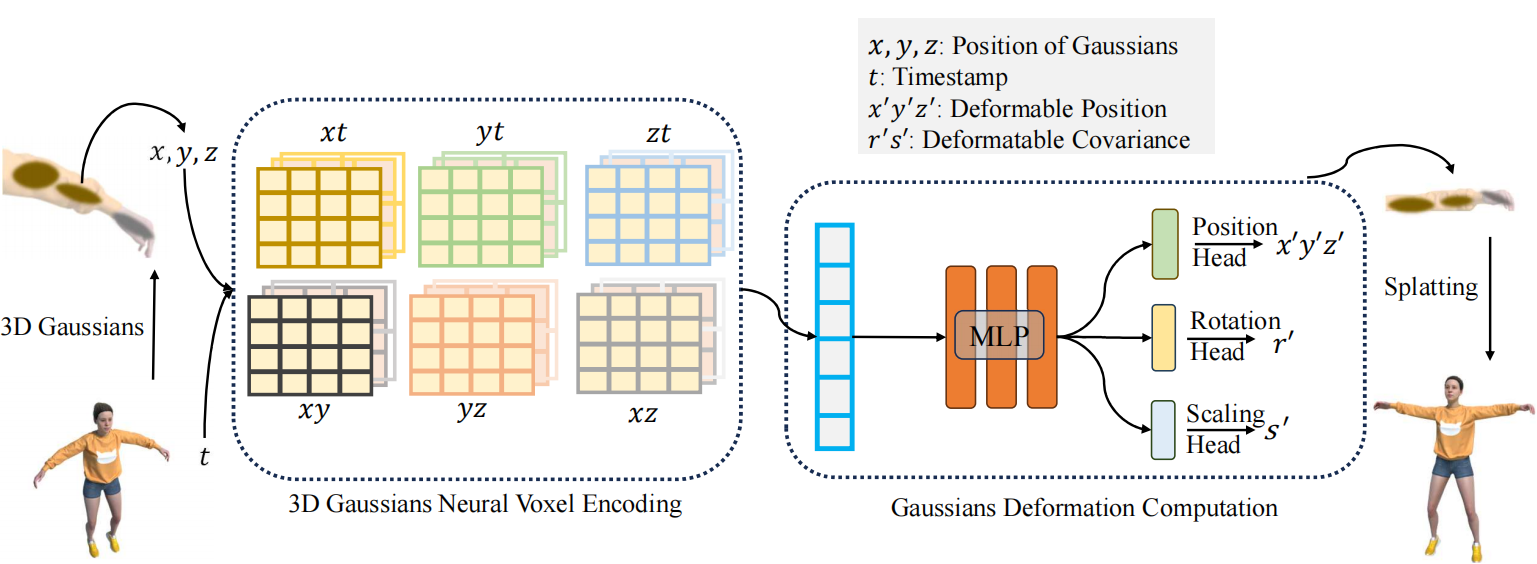 x, y, z: Position of Gaussians
t: Timestamp
x′y′z′: Deformable Position
r′s′: Deformatable Covariance
x, y, z
3D Gaussians
t
xt
yt
zt
xy
yz
xz
3D Gaussians Neural Voxel Encoding
MLP
Position
Head
x′y′z′
Rotation
Head
r′
Scaling
Head
s′
Gaussians Deformation Computation
Splatting